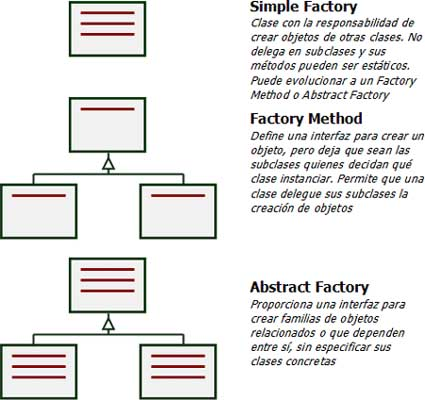 Simple Factory
Clase con la responsabilidad de
crear objetos de otras clases. No
delega en subclases y sus
métodos pueden ser estáticos.
Puede evolucionar a un Factory
Method o Abstract Factory
Factory Method
Define una interfaz para crear un
objeto, pero deja que sean las
subclases quienes decidan qué
clase instanciar. Permite que una
clase delegue sus subclases la
creación de objetos
Abstract Factory
Proporciona una interfaz para
crear familias de objetos
relacionados o que dependen
entre sí, sin especificar sus
clases concretas